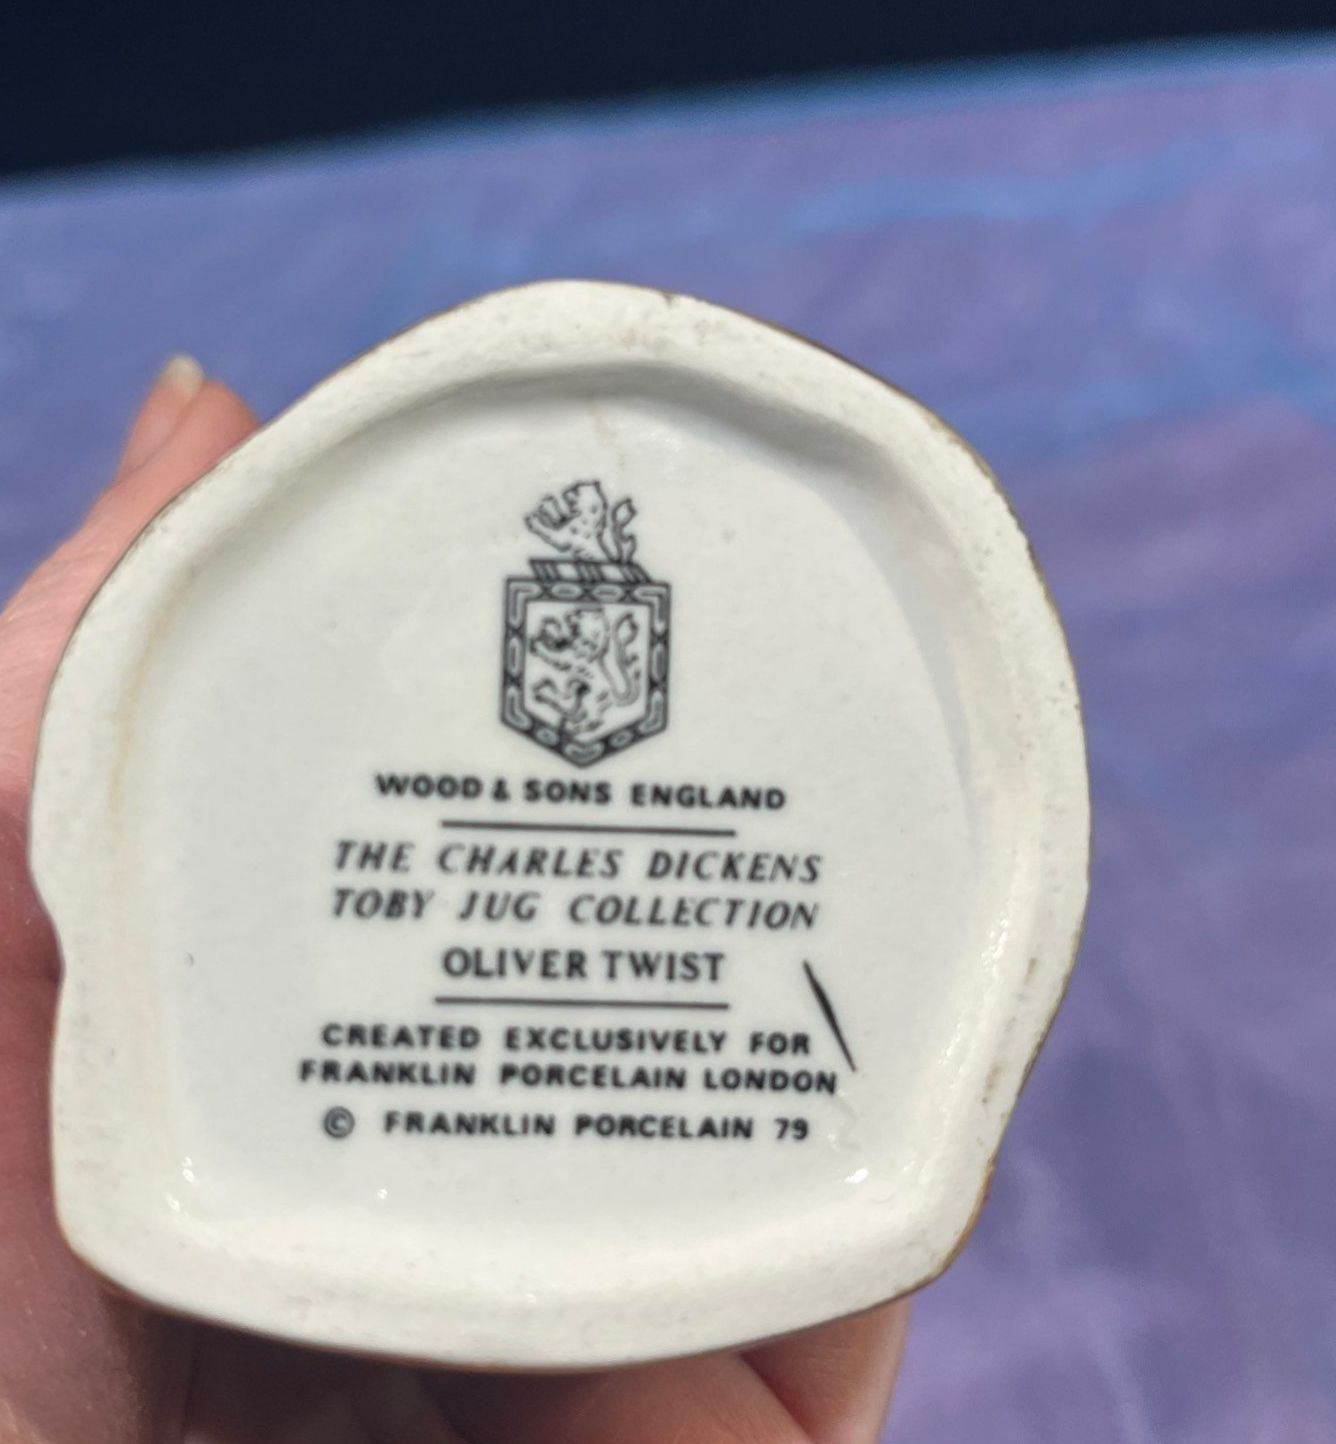 WOOD & SONS ENGLAND
THE CHARLES DICKENS
TOBY JUG COLLECTION
OLIVER TWIST
CREATED EXCLUSIVELY FOR
FRANKLIN PORCELAIN LONDON
© FRANKLIN PORCELAIN 79